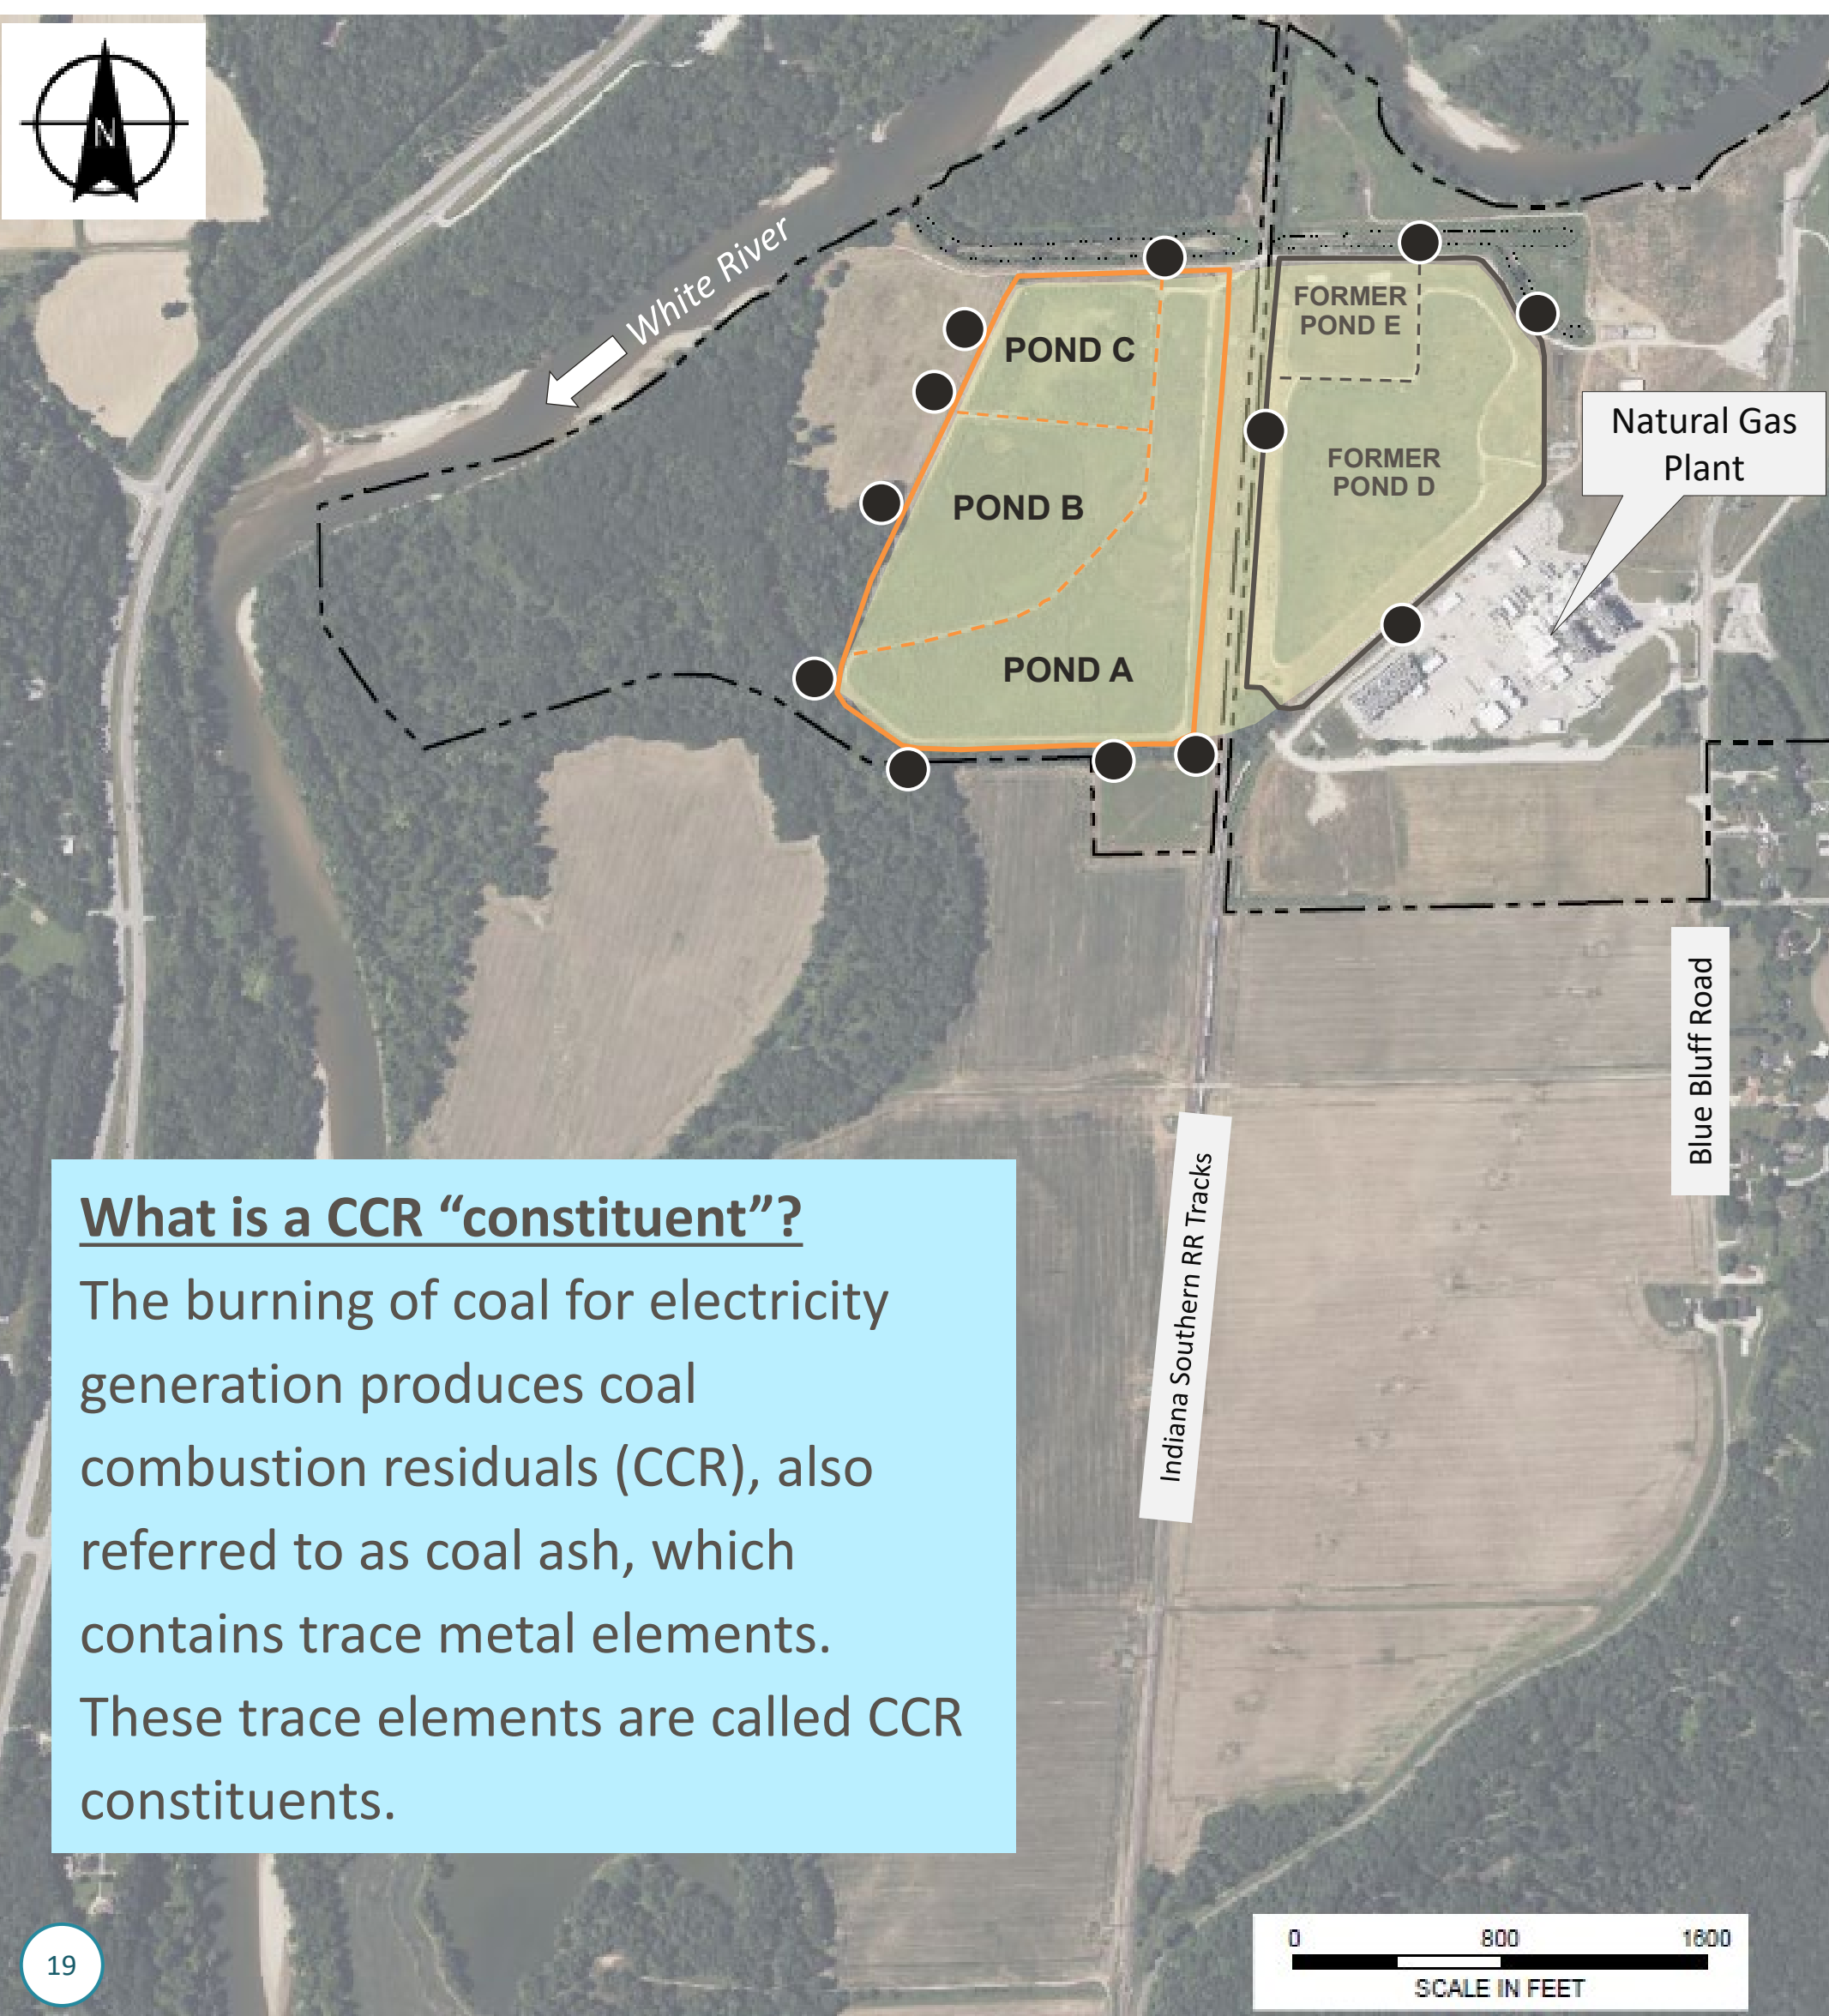 N
White River
FORMER
POND E
POND C
Natural Gas
Plant
FORMER
POND D
POND B
POND A
Blue Bluff Road
Indiana Southern RR Tracks
What is a CCR “constituent”?
The burning of coal for electricity
generation produces coal
combustion residuals (CCR), also
referred to as coal ash, which
contains trace metal elements.
These trace elements are called CCR
constituents.
0 800 1600
SCALE IN FEET
19